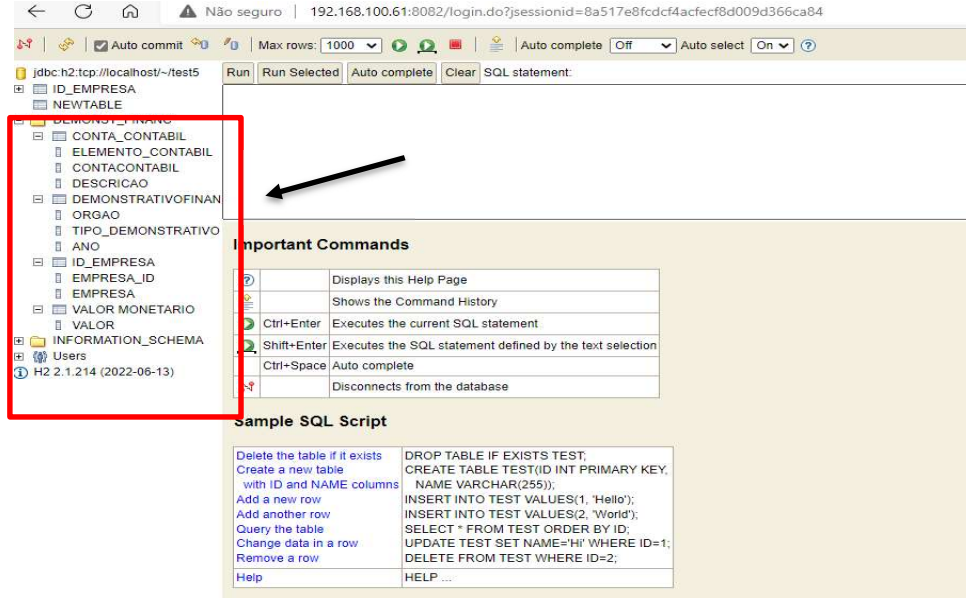 Não seguro | 192.168.100.61:8082/login.do?jsessionid=8a517e8fcdcf4acfecf8d009d366ca84
Auto commit Max rows: 1000 Auto complete Off Auto select On
jdbc:h2:tcp://localhost/~/test5
ID_EMPRESA
NEWTABLE
DEMONST_FINANC
CONTA_CONTABIL
ELEMENTO_CONTABIL
CONTACONTABIL
DESCRICAO
DEMONSTRATIVOFINAN
ORGAO
TIPO_DEMONSTRATIVO
ANO
ID_EMPRESA
EMPRESA_ID
EMPRESA
VALOR MONETARIO
VALOR
INFORMATION_SCHEMA
Users
H2 2.1.214 (2022-06-13)
Run Run Selected Auto complete Clear SQL statement:
Important Commands
Displays this Help Page
Shows the Command History
Ctrl+Enter Executes the current SQL statement
Shift+Enter Executes the SQL statement defined by the text selection
Ctrl+Space Auto complete
Disconnects from the database
Sample SQL Script
Delete the table if it exists DROP TABLE IF EXISTS TEST;
Create a new table CREATE TABLE TEST(ID INT PRIMARY KEY,
with ID and NAME columns NAME VARCHAR(255));
Add a new row INSERT INTO TEST VALUES(1, 'Hello');
Add another row INSERT INTO TEST VALUES(2, 'World');
Query the table SELECT * FROM TEST ORDER BY ID;
Change data in a row UPDATE TEST SET NAME='Hi' WHERE ID=1;
Remove a row DELETE FROM TEST WHERE ID=2;
Help HELP ...